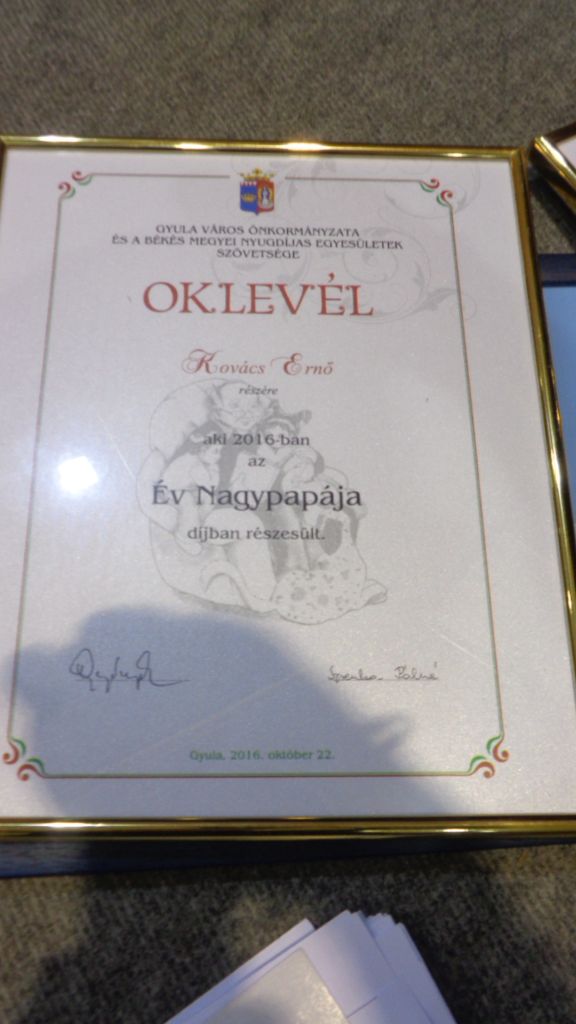 GYULA VÁROS ÖNKORMÁNYZATA
ÉS A BÉKÉS MEGYEI NYUGDÍJAS EGYESÜLETEK
SZÖVETSÉGE
OKLEVÉL
Kovács Ernő
részére
aki 2016-ban
az
Év Nagypapája
díjban részesült.
Gyula, 2016. október 22.